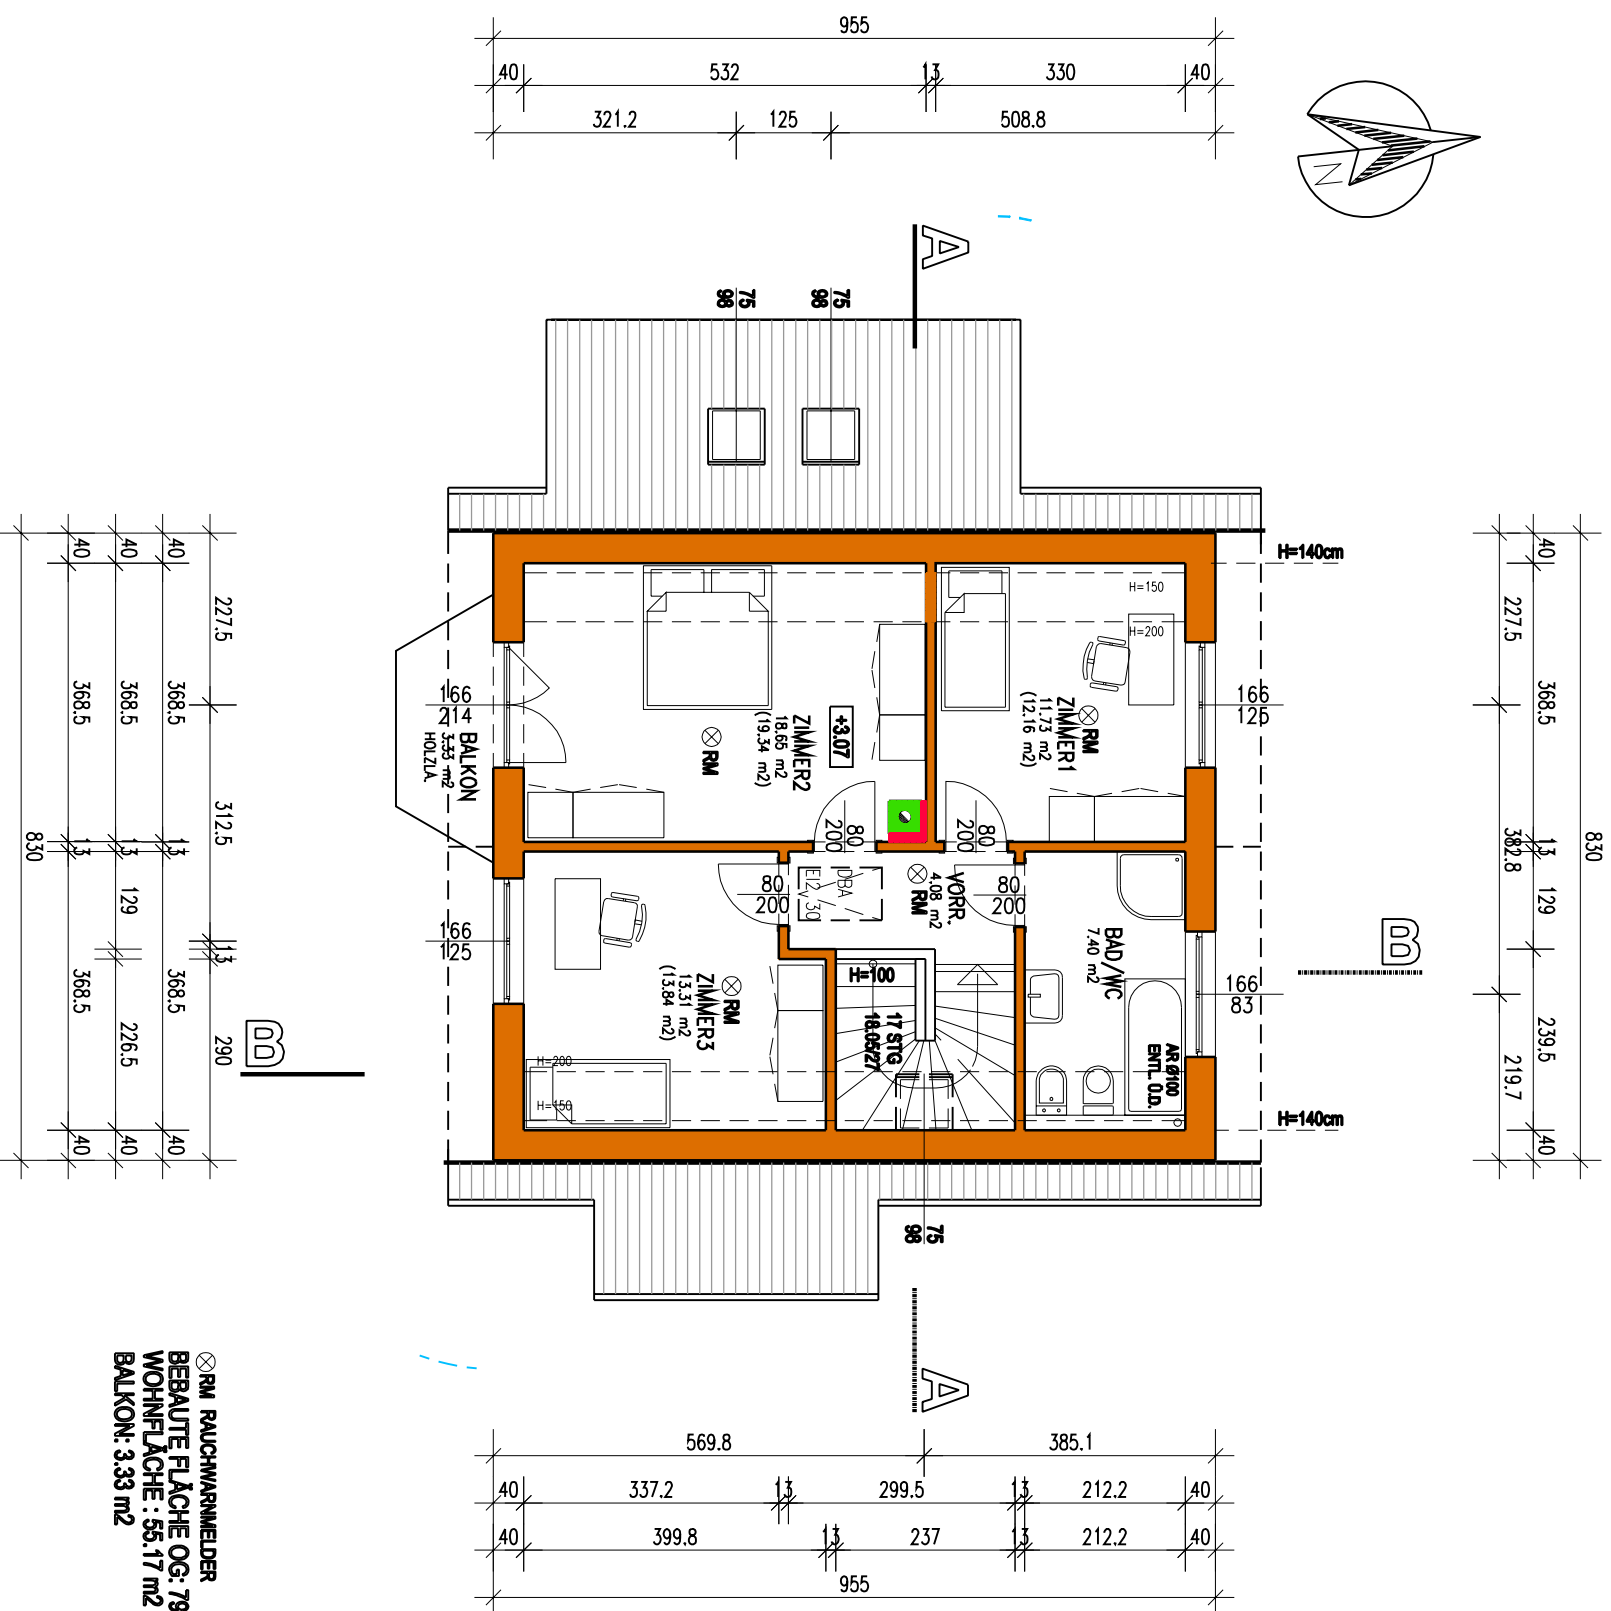 955
40 532 13 330 40
321.2 125 508.8
N
A
75
98
75
98
H=140cm
H=150
H=200
ZIMMER1
11.73 m2
(12.16 m2)
RM
166
125
ZIMMER2
18.65 m2
(19.34 m2)
+3.07
RM
166
214
BALKON
3.33 m2
HOLZLA.
80
200
80
200
80
200
80
200
DBA
EI2 30
VORR.
4.08 m2
RM
BAD/WC
7.40 m2
166
83
B
166
125
ZIMMER3
13.31 m2
(13.84 m2)
RM
H=100
17 STG
18.05/27
AR Ø100
ENTL. Ü.D.
H=200
H=150
H=140cm
B
75
98
A
40 368.5 13 368.5 40
40 368.5 13 129 226.5 40
40 368.5 13 368.5 40
227.5 312.5 13 290
830
227.5 382.8 219.7
40 368.5 13 129 239.5 40
830
569.8 385.1
40 337.2 13 299.5 13 212.2 40
40 399.8 13 237 13 212.2 40
955
RM RAUCHWARNMELDER
BEBAUTE FLÄCHE OG: 79
WOHNFLÄCHE : 55.17 m2
BALKON: 3.33 m2